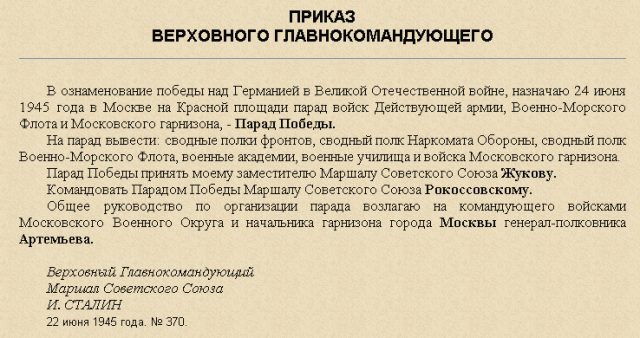 ПРИКАЗ
ВЕРХОВНОГО ГЛАВНОКОМАНДУЮЩЕГО
В ознаменование победы над Германией в Великой Отечественной войне, назначаю 24 июня
1945 года в Москве на Красной площади парад войск Действующей армии, Военно-Морского
Флота и Московского гарнизона, - Парад Победы.
На парад вывести: сводные полки фронтов, сводный полк Наркомата Обороны, сводный полк
Военно-Морского Флота, военные академии, военные училища и войска Московского гарнизона.
Парад Победы принять моему заместителю Маршалу Советского Союза Жукову.
Командовать Парадом Победы Маршалу Советского Союза Рокоссовскому.
Общее руководство по организации парада возлагаю на командующего войсками
Московского Военного Округа и начальника гарнизона города Москвы генерал-полковника
Артемьева.
Верховный Главнокомандующий
Маршал Советского Союза
И. СТАЛИН
22 июня 1945 года. № 370.